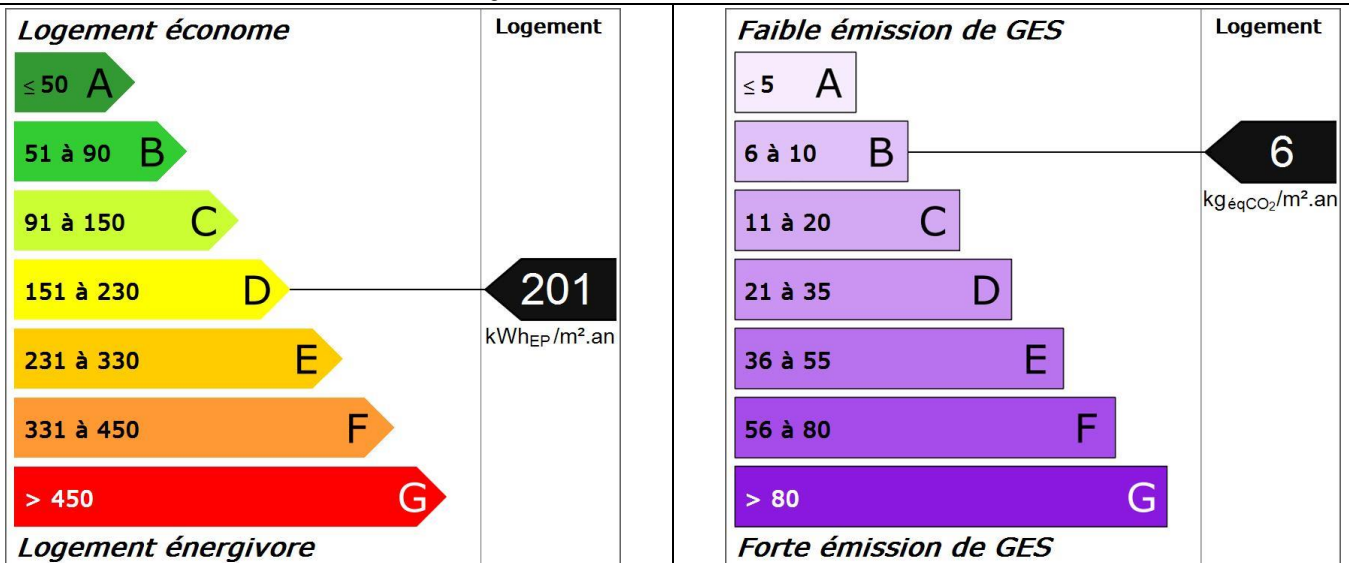 Logement économe
Logement
≤ 50 A
51 à 90 B
91 à 150 C
151 à 230 D
201
kWhEP/m².an
231 à 330 E
331 à 450 F
> 450 G
Logement énergivore
Faible émission de GES
Logement
≤ 5 A
6 à 10 B
6
kgéqCO₂/m².an
11 à 20 C
21 à 35 D
36 à 55 E
56 à 80 F
> 80 G
Forte émission de GES